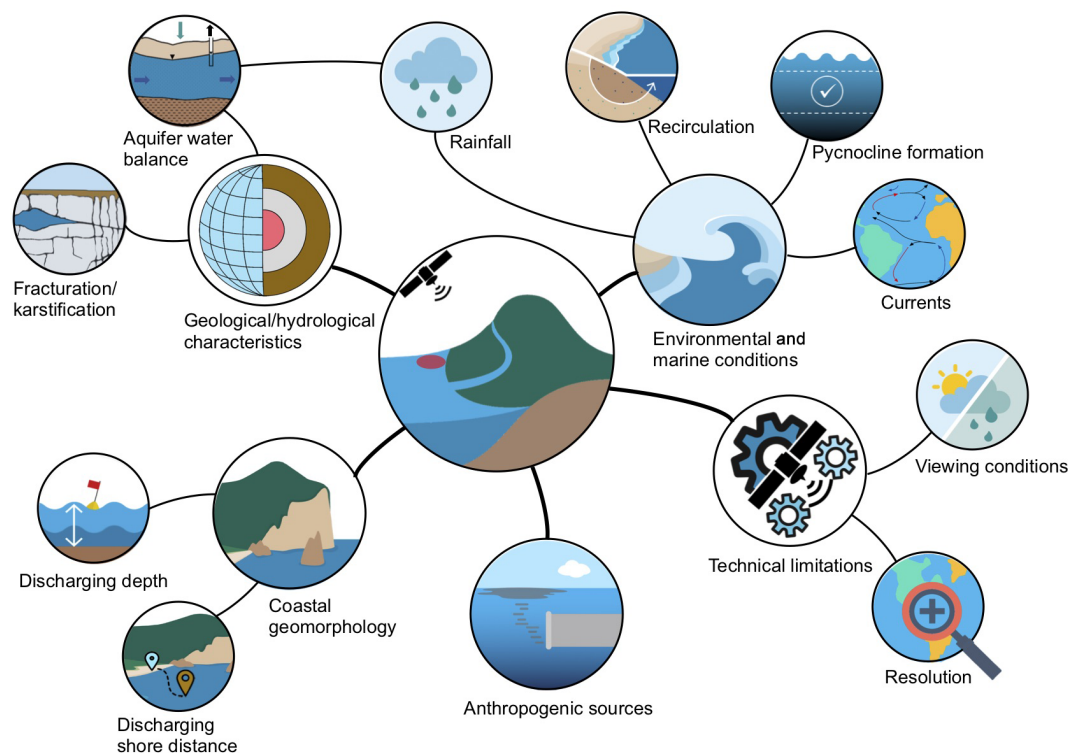 Aquifer water
balance
Rainfall
Recirculation
Pycnocline formation
Fracturation/
karstification
Geological/hydrological
characteristics
Environmental and
marine conditions
Currents
Viewing conditions
Discharging depth
Coastal
geomorphology
Technical limitations
Discharging
shore distance
Anthropogenic sources
Resolution